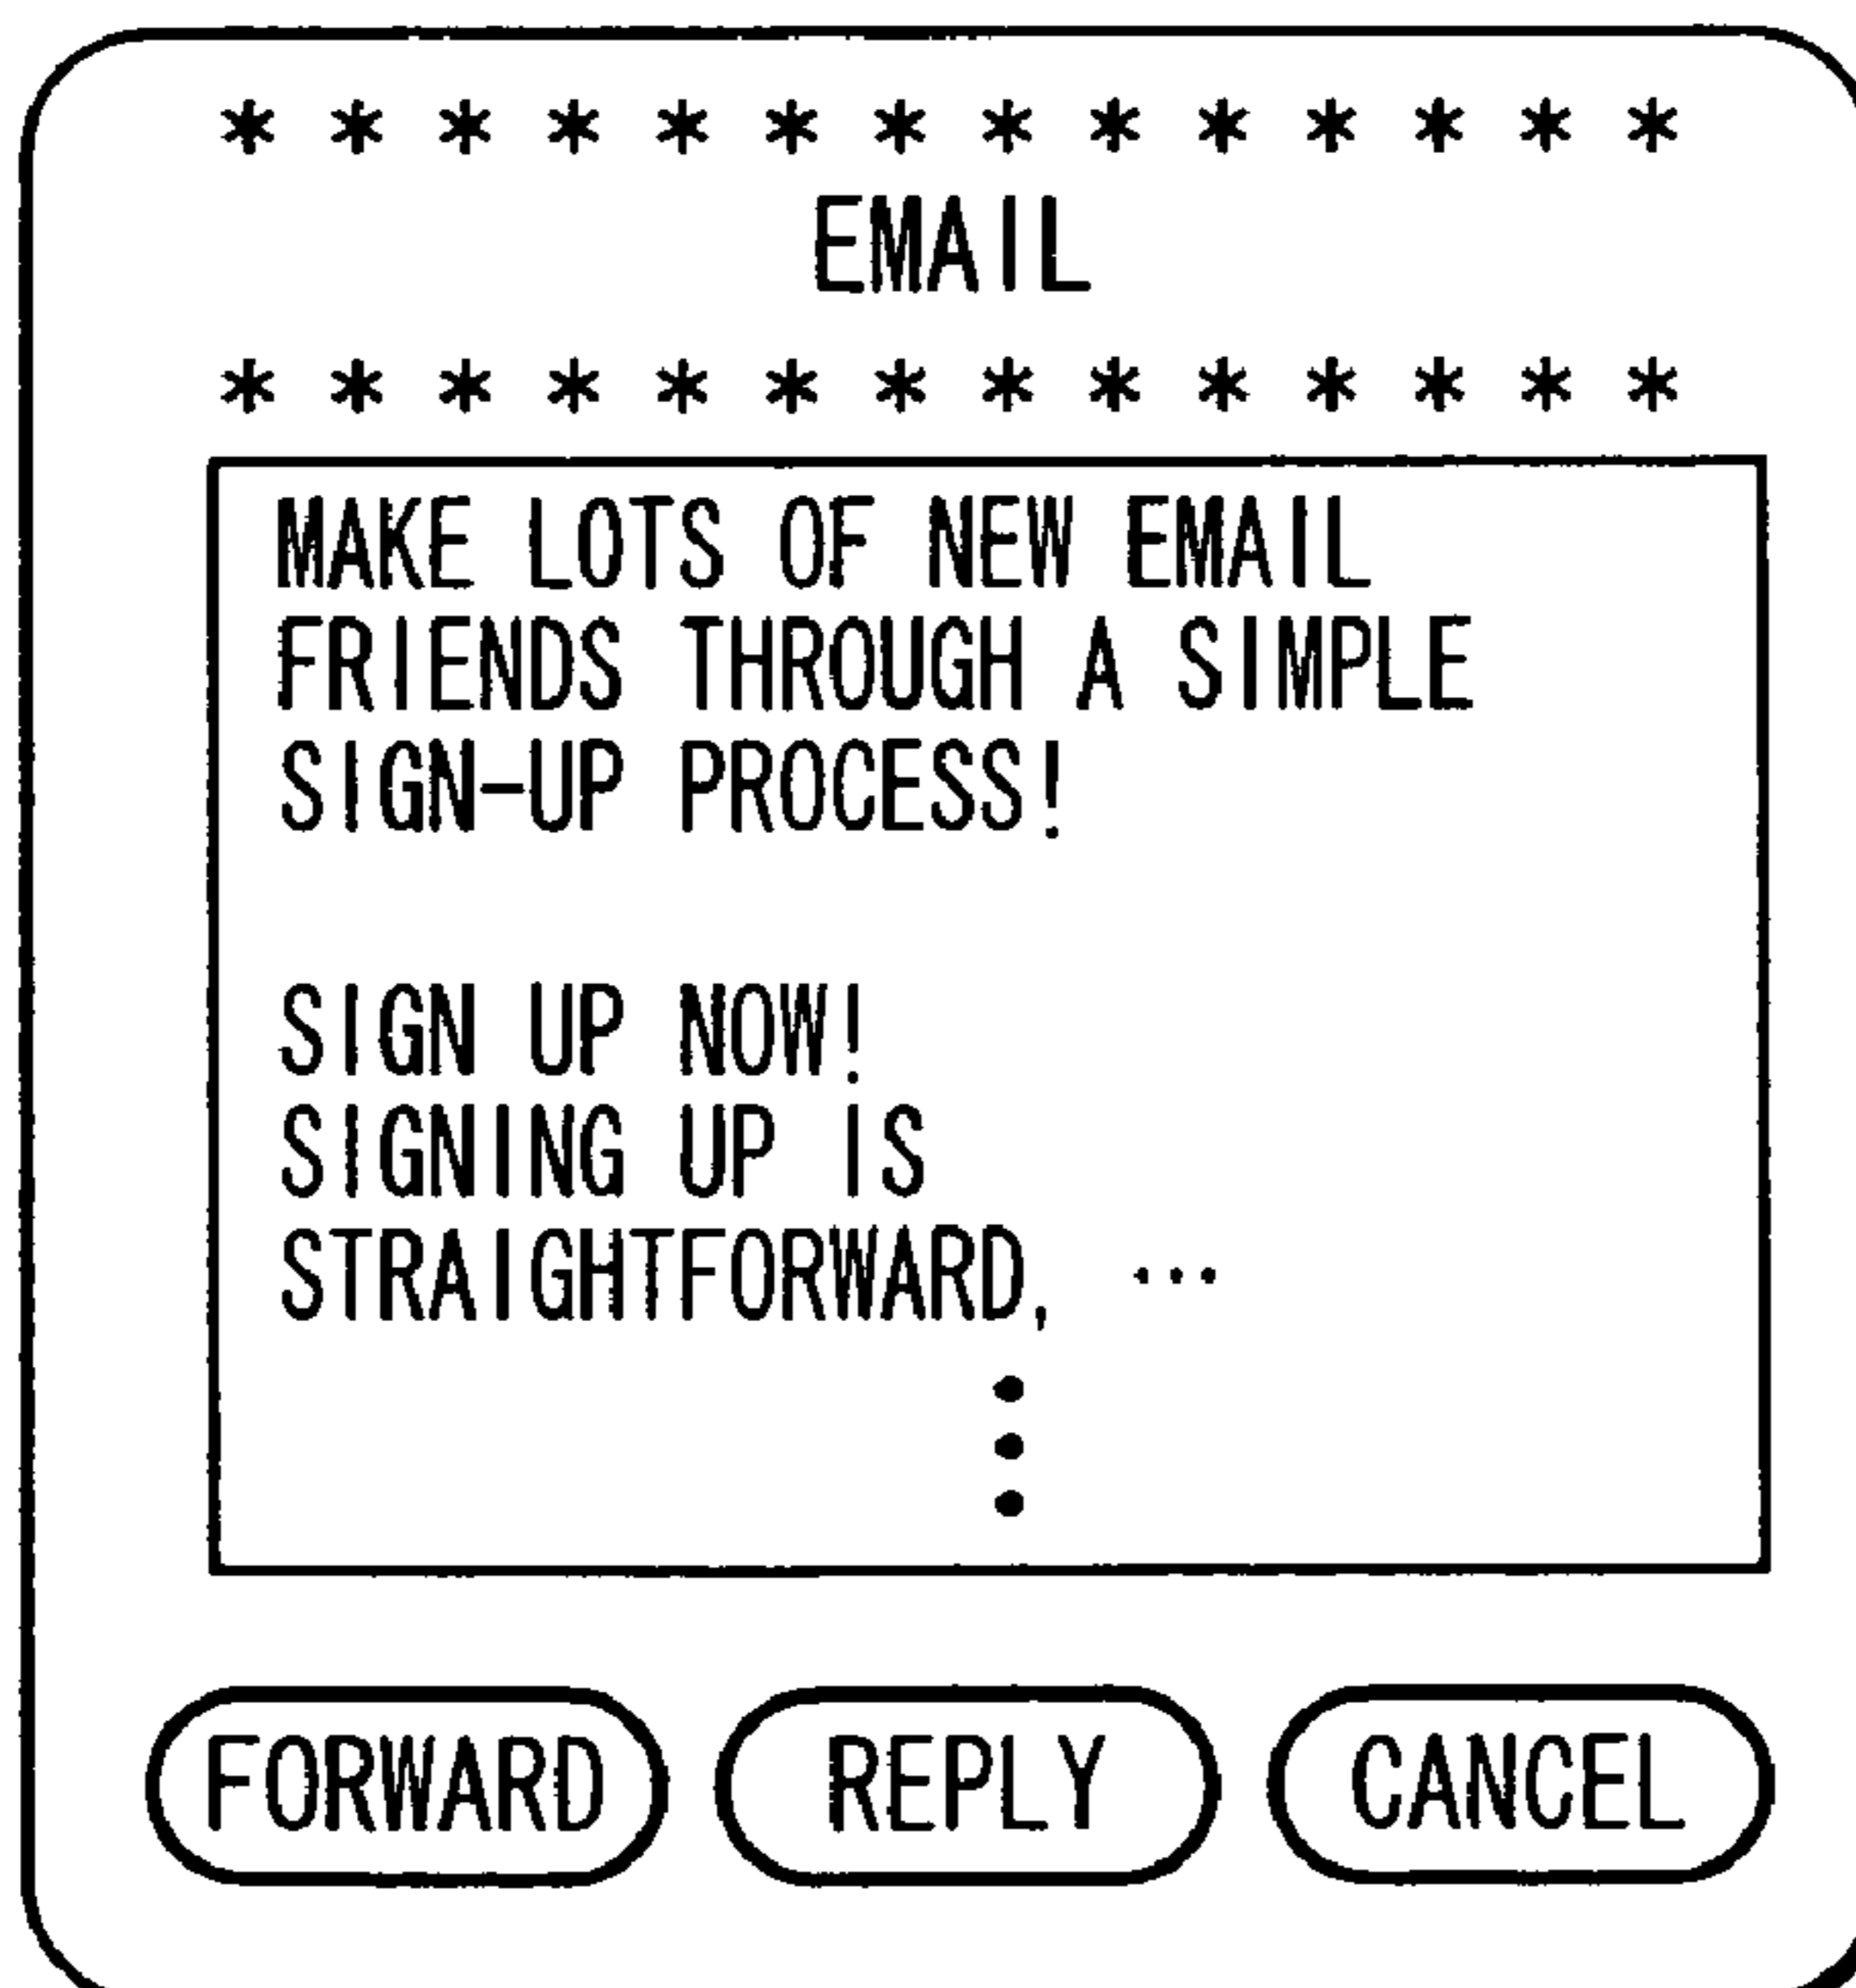 * * * * * * * * * * * * * *
EMAIL
* * * * * * * * * * * * * *
MAKE LOTS OF NEW EMAIL
FRIENDS THROUGH A SIMPLE
SIGN-UP PROCESS!
SIGN UP NOW!
SIGNING UP IS
STRAIGHTFORWARD, ...
FORWARD REPLY CANCEL